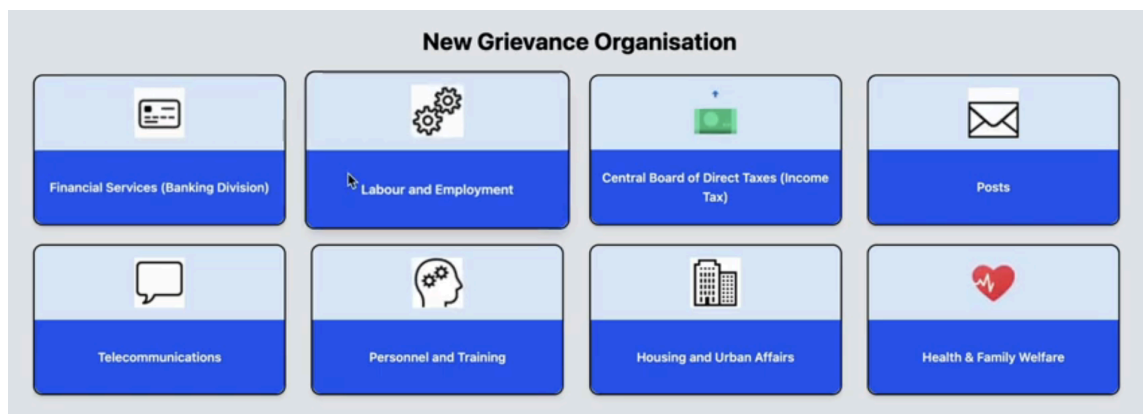 New Grievance Organisation
Financial Services (Banking Division)
Labour and Employment
Central Board of Direct Taxes (Income
Tax)
Posts
Telecommunications
Personnel and Training
Housing and Urban Affairs
Health & Family Welfare